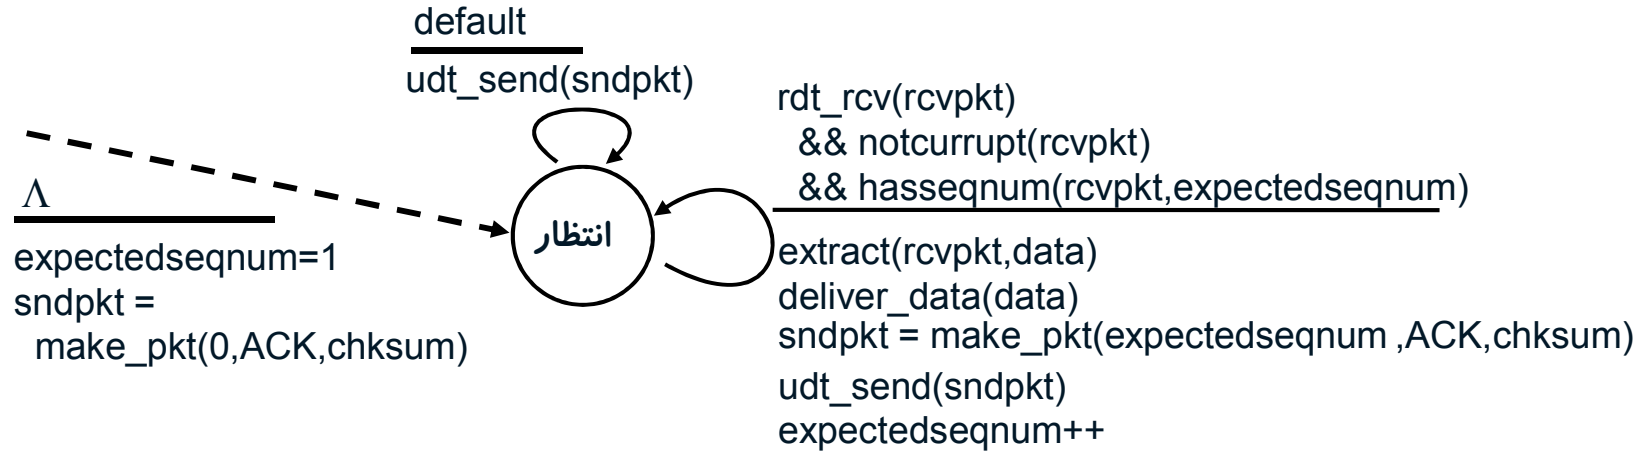 default
udt_send(sndpkt)
rdt_rcv(rcvpkt)
&& notcurrupt(rcvpkt)
&& hasseqnum(rcvpkt,expectedseqnum)
Λ
expectedseqnum=1
sndpkt =
make_pkt(0,ACK,chksum)
انتظار
extract(rcvpkt,data)
deliver_data(data)
sndpkt = make_pkt(expectedseqnum ,ACK,chksum)
udt_send(sndpkt)
expectedseqnum++